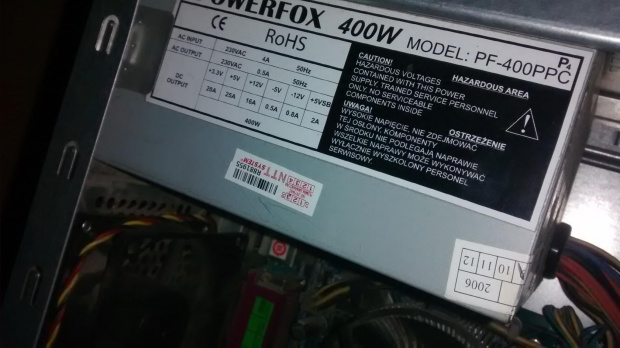 POWERFOX 400W MODEL: PF-400PPC
CE RoHS
AC INPUT 230VAC 4A 50Hz
AC OUTPUT 230VAC 0.5A 50Hz
DC OUTPUT +3.3V +5V +12V -5V -12V +5VSB
20A 25A 16A 0.5A 0.8A 2A
400W
CAUTION! HAZARDOUS AREA
HAZARDOUS VOLTAGES
CONTAINED WITH THIS POWER
SUPPLY TRAINED SERVICE PERSONNEL
ONLY NO SERVICEABLE
COMPONENTS INSIDE
UWAGA! OSTRZEŻENIE
WYSOKIE NAPIĘCIE, NIE ZDEJMOWAĆ
TEJ OSŁONY, KOMPONENTY
W ŚRODKU NIE PODLEGAJĄ NAPRAWIE
WSZELKIE NAPRAWY MOŻE WYKONYWAĆ
WYŁĄCZNIE WYSZKOLONY PERSONEL
SERWISOWY.
R881955
NTT SYSTEM
10 11 12
2006